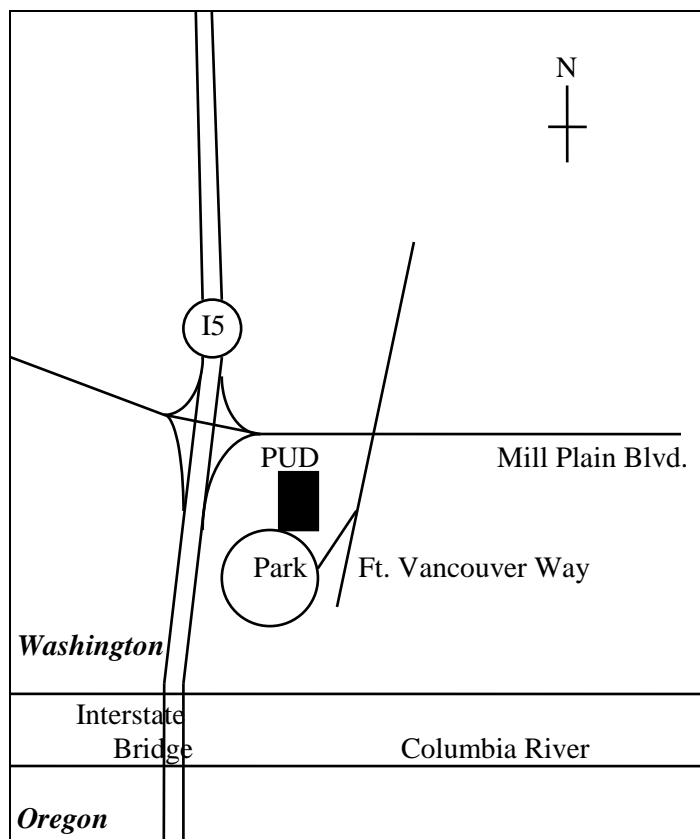 N
I5
PUD
Mill Plain Blvd.
Park
Ft. Vancouver Way
Washington
Interstate
Bridge
Columbia River
Oregon